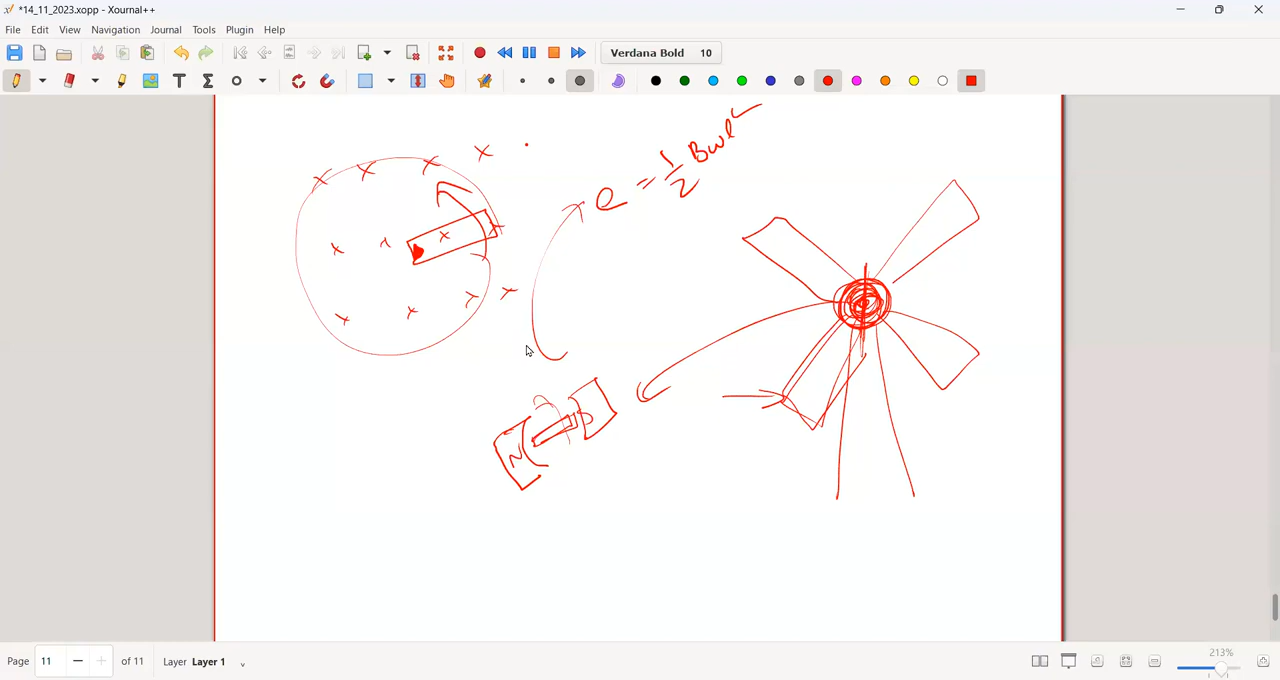 *14_11_2023.xopp - Xournal++
File Edit View Navigation Journal Tools Plugin Help
Verdana Bold 10
x x x x
e = 1/2 Bwl²
x x x x
x x x x
N
Page 11 of 11 Layer Layer 1
213%